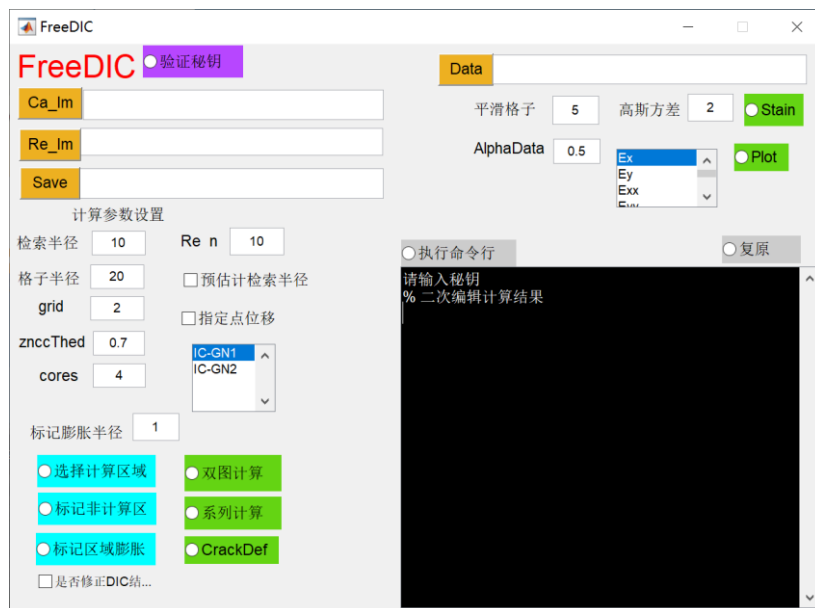 FreeDIC
FreeDIC
验证秘钥
Ca_Im
Re_Im
Save
计算参数设置
检索半径 10 Re n 10
格子半径 20 预估计检索半径
grid 2
指定点位移
znccThed 0.7
IC-GN1
IC-GN2
cores 4
标记膨胀半径 1
选择计算区域 双图计算
标记非计算区 系列计算
标记区域膨胀 CrackDef
是否修正DIC结...
Data
平滑格子 5 高斯方差 2 Stain
AlphaData 0.5
Ex
Ey
Exx
Eyy
Plot
执行命令行 复原
请输入秘钥
% 二次编辑计算结果